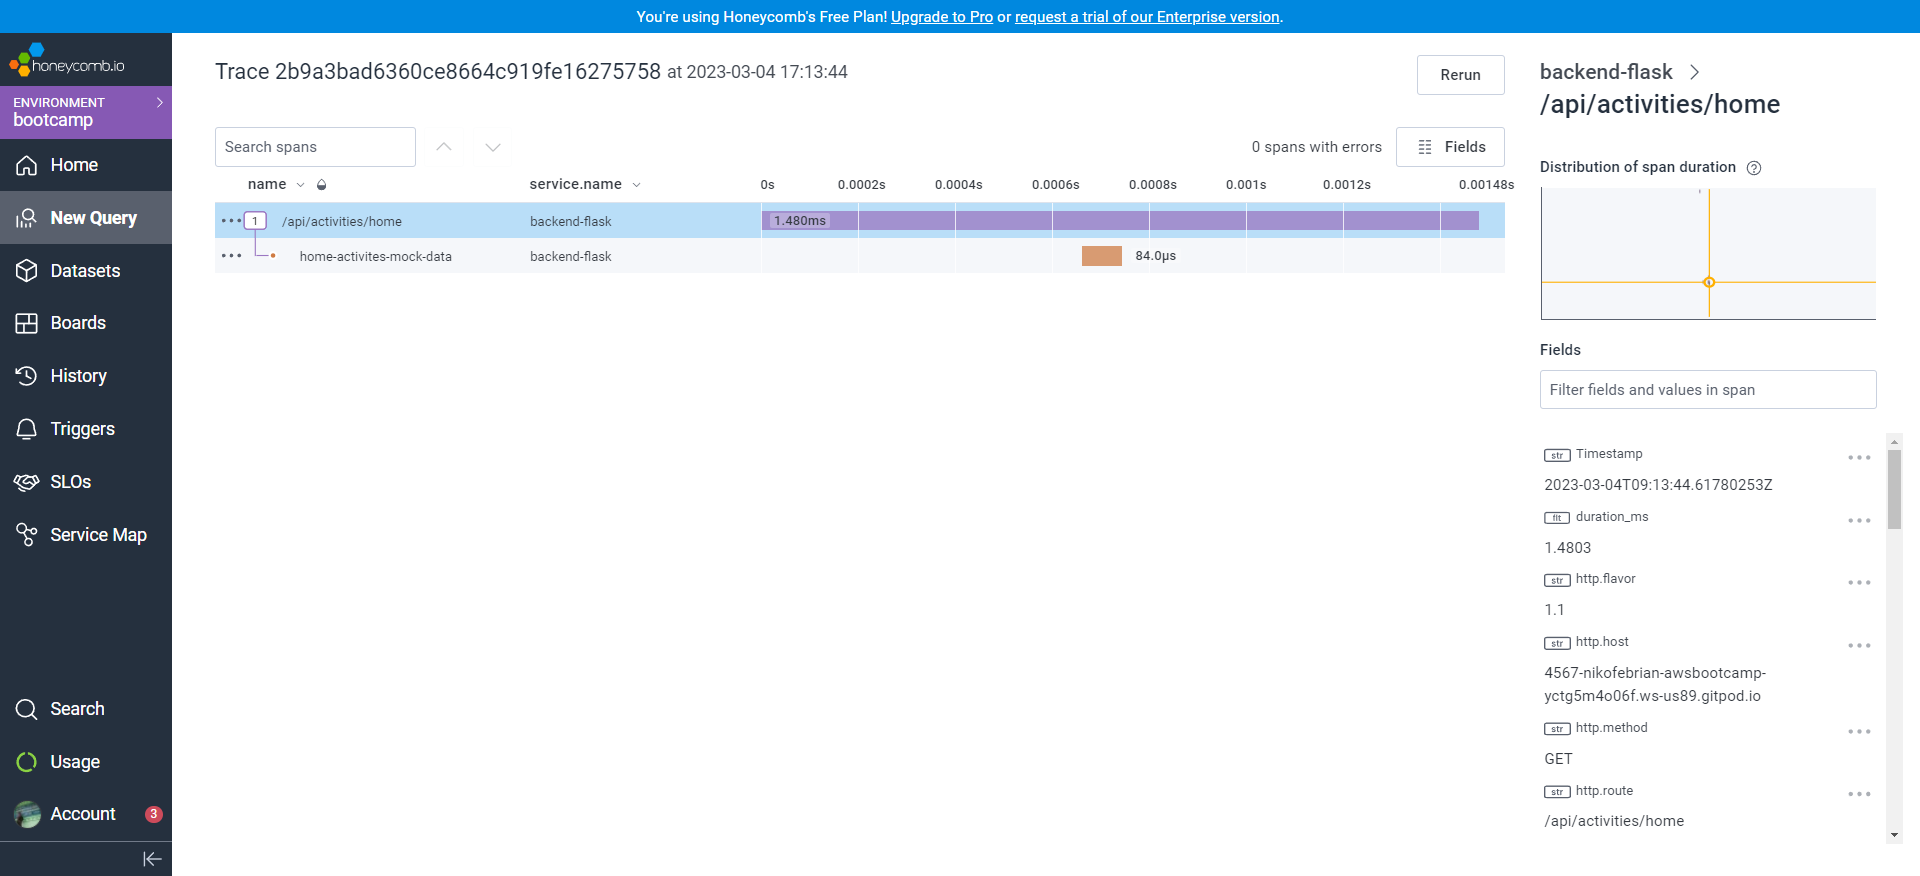 You're using Honeycomb's Free Plan! Upgrade to Pro or request a trial of our Enterprise version.
honeycomb.io
ENVIRONMENT
bootcamp
Home
New Query
Datasets
Boards
History
Triggers
SLOs
Service Map
Search
Usage
Account 3
Trace 2b9a3bad6360ce8664c919fe16275758 at 2023-03-04 17:13:44
Rerun
Search spans
0 spans with errors
Fields
name service.name 0s 0.0002s 0.0004s 0.0006s 0.0008s 0.001s 0.0012s 0.00148s
1 /api/activities/home backend-flask 1.480ms
home-activites-mock-data backend-flask 84.0μs
backend-flask
/api/activities/home
Distribution of span duration ?
Fields
Filter fields and values in span
str Timestamp
2023-03-04T09:13:44.61780253Z
flt duration_ms
1.4803
str http.flavor
1.1
str http.host
4567-nikofebrian-awsbootcamp-
yctg5m4o06f.ws-us89.gitpod.io
str http.method
GET
str http.route
/api/activities/home